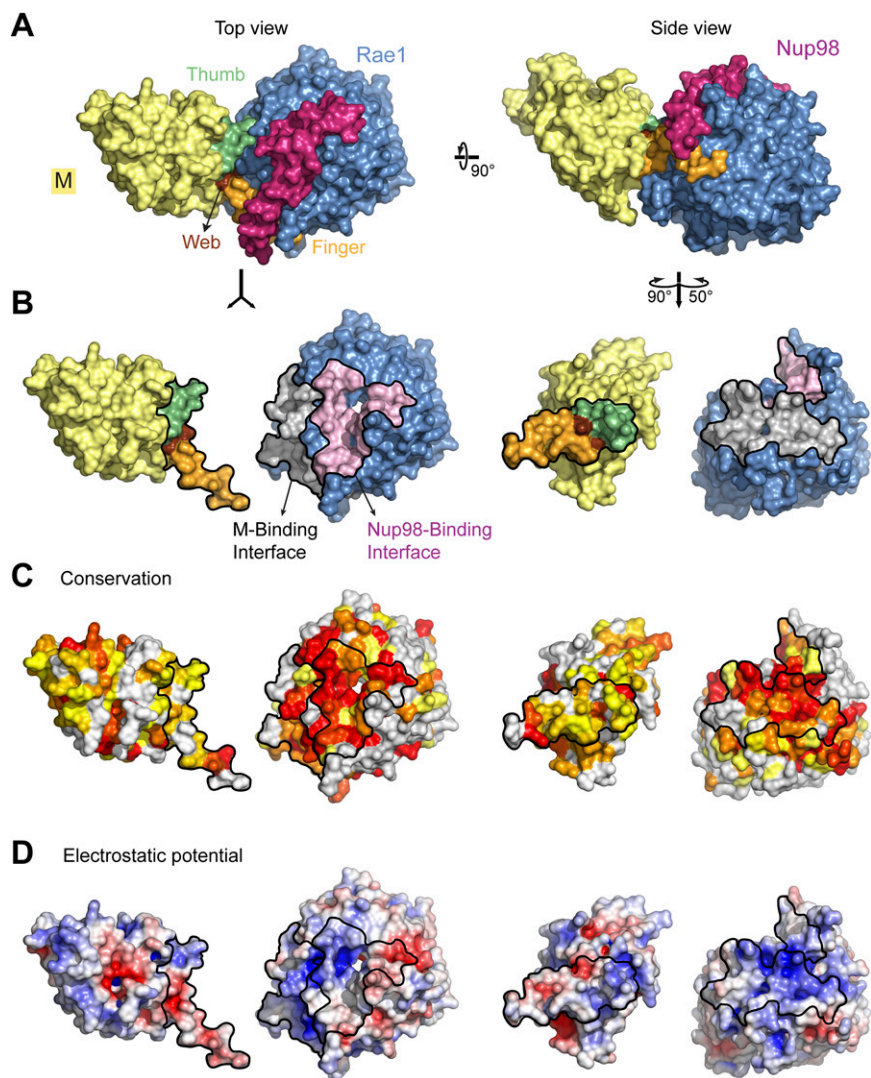 A
Top view
Side view
Thumb
Rae1
Nup98
M
90°
Web
Finger
90° 50°
B
M-Binding
Interface
Nup98-Binding
Interface
C Conservation
D Electrostatic potential